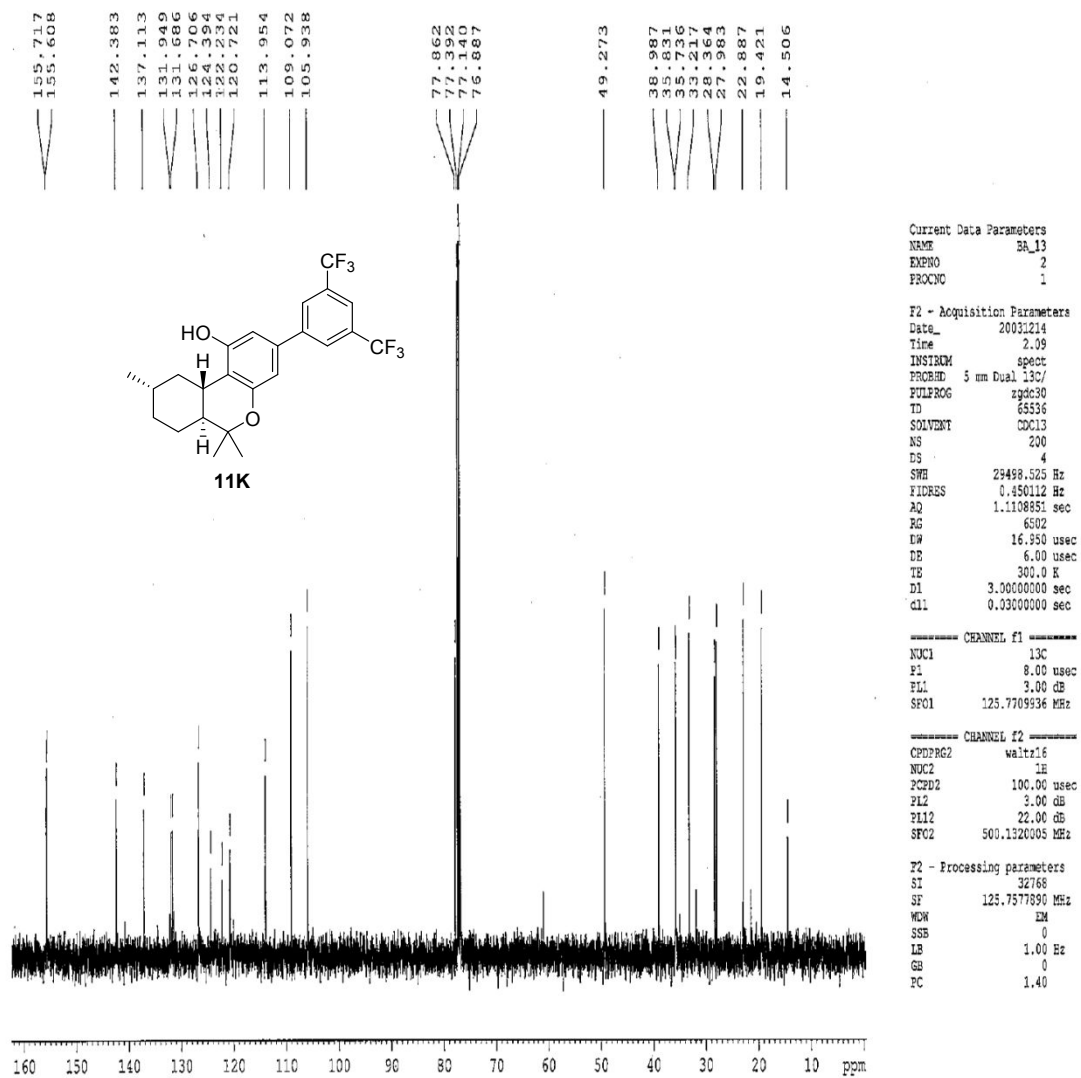 155.717
155.608
142.383
137.113
131.949
131.686
126.706
124.394
122.234
120.721
113.954
109.072
105.938
77.862
77.392
77.140
76.887
49.273
38.987
35.831
35.736
33.217
28.364
27.983
22.887
19.421
14.506
CF3
HO
H
CF3
O
H
11K
Current Data Parameters
NAME BA_13
EXPNO 2
PROCNO 1
F2 - Acquisition Parameters
Date_ 20031214
Time 2.09
INSTRUM spect
PROBHD 5 mm Dual 13C/
PULPROG zgdc30
TD 65536
SOLVENT CDCl3
NS 200
DS 4
SWH 29498.525 Hz
FIDRES 0.450112 Hz
AQ 1.1108851 sec
RG 6502
DW 16.950 usec
DE 6.00 usec
TE 300.0 K
D1 3.00000000 sec
d11 0.03000000 sec
======== CHANNEL f1 ========
NUC1 13C
P1 8.00 usec
PL1 3.00 dB
SFO1 125.7709936 MHz
======== CHANNEL f2 ========
CPDPRG2 waltz16
NUC2 1H
PCPD2 100.00 usec
PL2 3.00 dB
PL12 22.00 dB
SFO2 500.1320005 MHz
F2 - Processing parameters
SI 32768
SF 125.7577890 MHz
WDW EM
SSB 0
LB 1.00 Hz
GB 0
PC 1.40
160 150 140 130 120 110 100 90 80 70 60 50 40 30 20 10 ppm